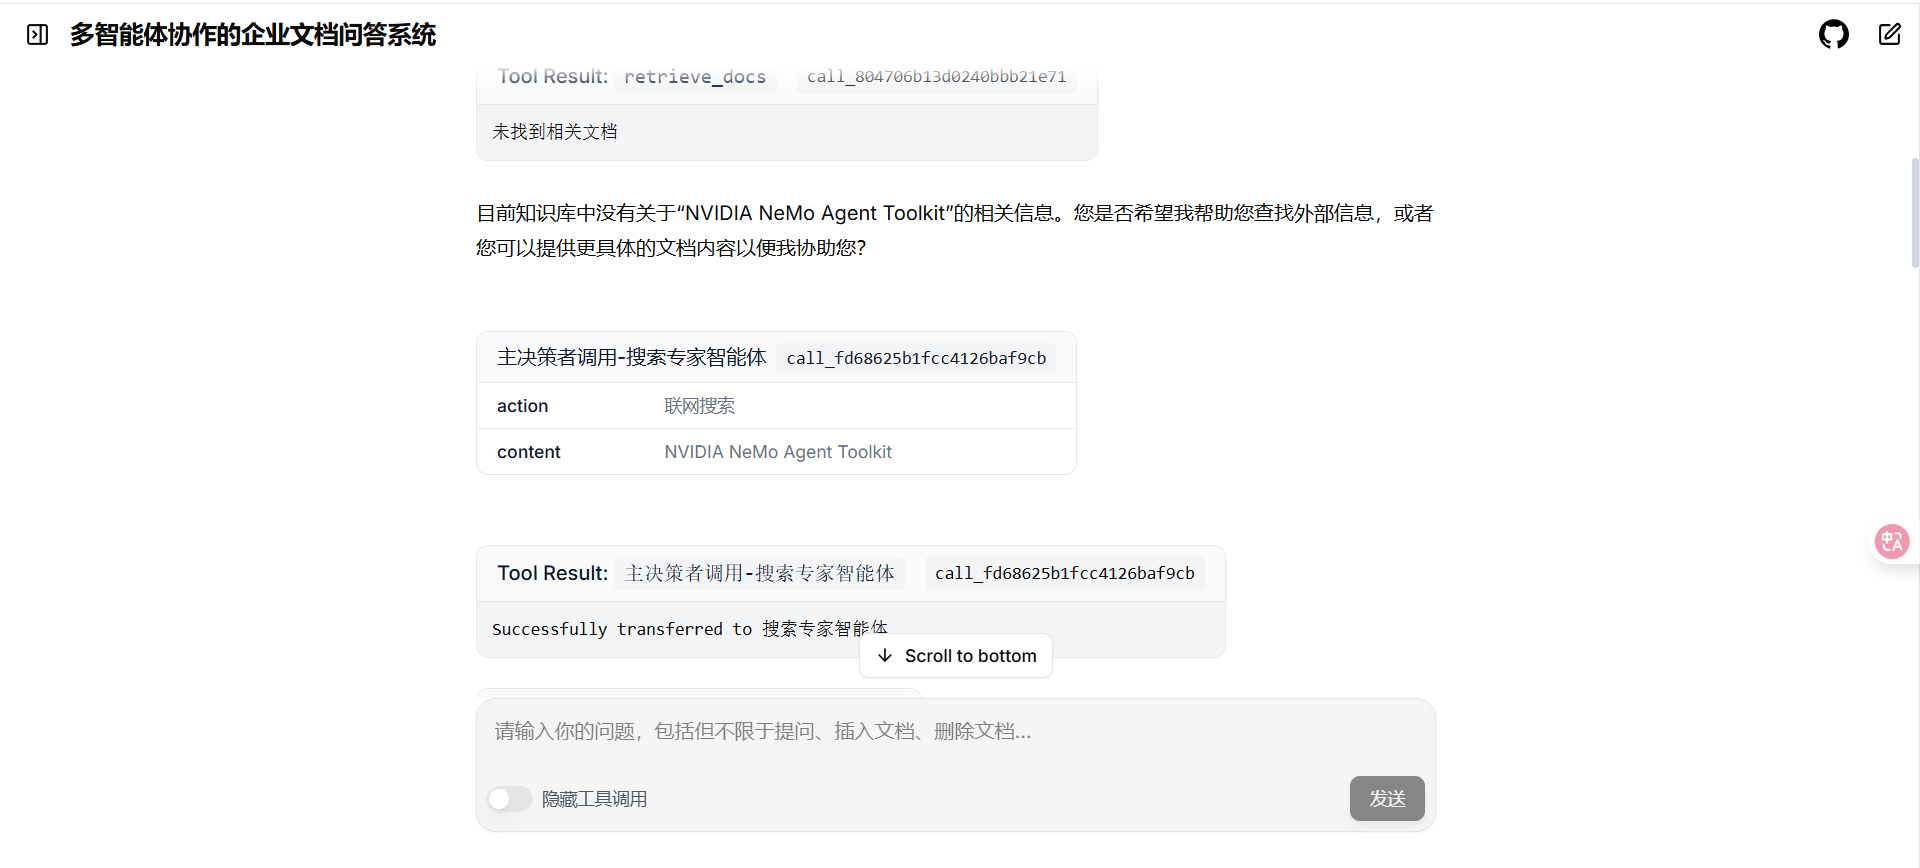 多智能体协作的企业文档问答系统
Tool Result: retrieve_docs call_804706b13d0240bbb21e71
未找到相关文档
目前知识库中没有关于“NVIDIA NeMo Agent Toolkit”的相关信息。您是否希望我帮助您查找外部信息，或者
您可以提供更具体的文档内容以便我协助您？
主决策者调用-搜索专家智能体 call_fd68625b1fcc4126baf9cb
action 联网搜索
content NVIDIA NeMo Agent Toolkit
Tool Result: 主决策者调用-搜索专家智能体 call_fd68625b1fcc4126baf9cb
Successfully transferred to 搜索专家智能体
Scroll to bottom
请输入你的问题，包括但不限于提问、插入文档、删除文档...
隐藏工具调用 发送